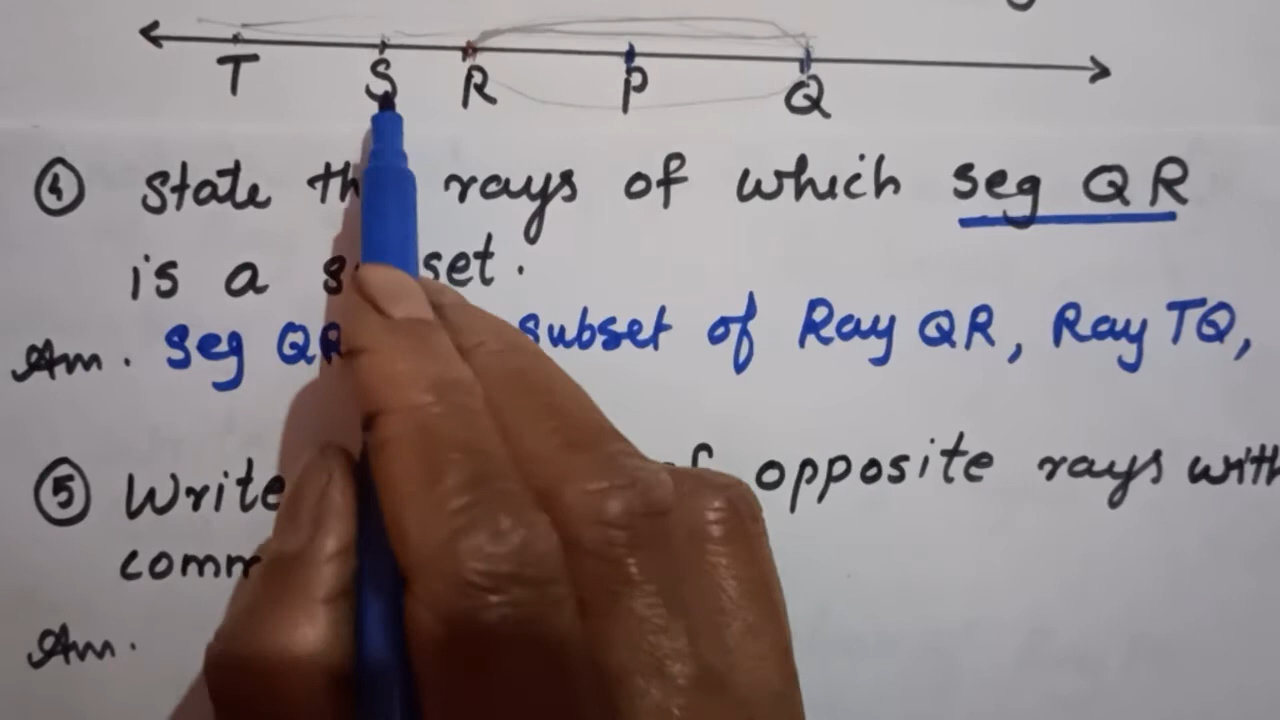 T S R P Q
④ State th rays of which seg QR
is a s set.
Ans. Seg QR subset of Ray QR, Ray TQ,
⑤ Write of opposite rays with
comm
Ans.